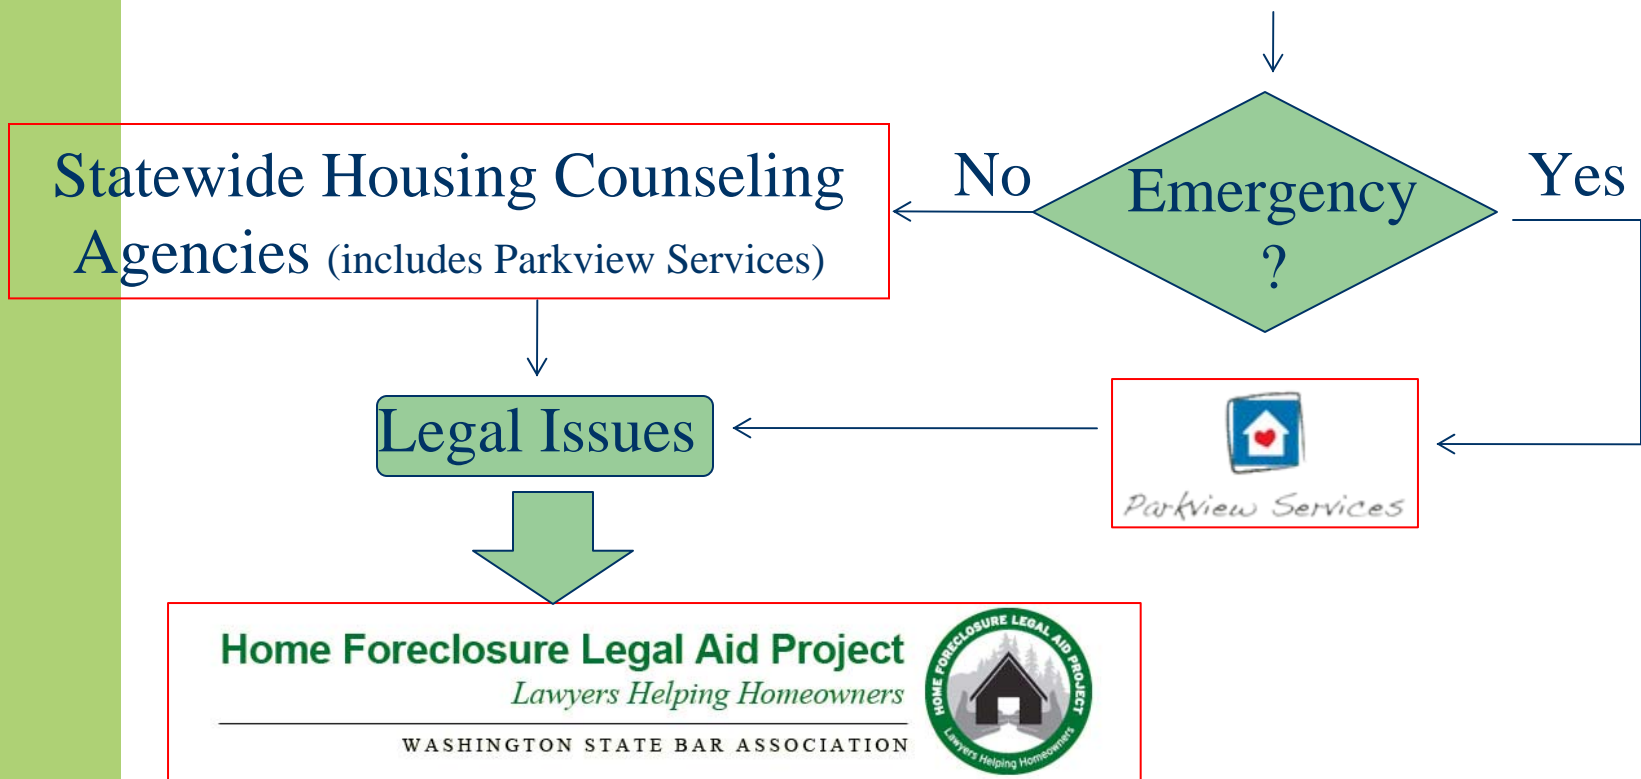 No
Yes
Statewide Housing Counseling
Agencies (includes Parkview Services)
Emergency
?
Legal Issues
Parkview Services
Home Foreclosure Legal Aid Project
Lawyers Helping Homeowners
WASHINGTON STATE BAR ASSOCIATION
HOME FORECLOSURE LEGAL AID PROJECT
Lawyers Helping Homeowners